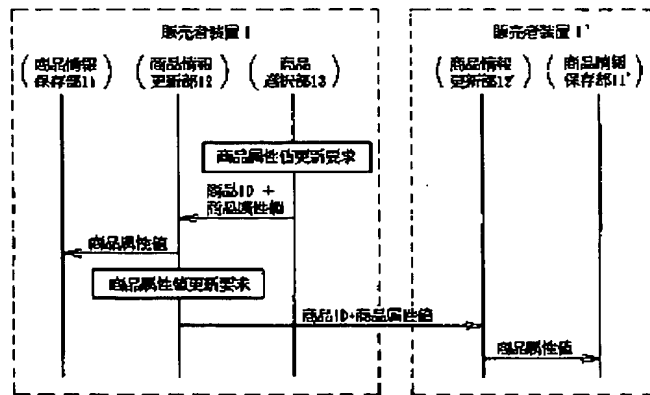 販売者装置1
販売者装置1'
商品情報
保存部11
商品情報
更新部12
商品
選択部13
商品情報
更新部12'
商品情報
保存部11'
商品属性値更新要求
商品ID +
商品属性値
商品属性値
商品属性値更新要求
商品ID+商品属性値
商品属性値